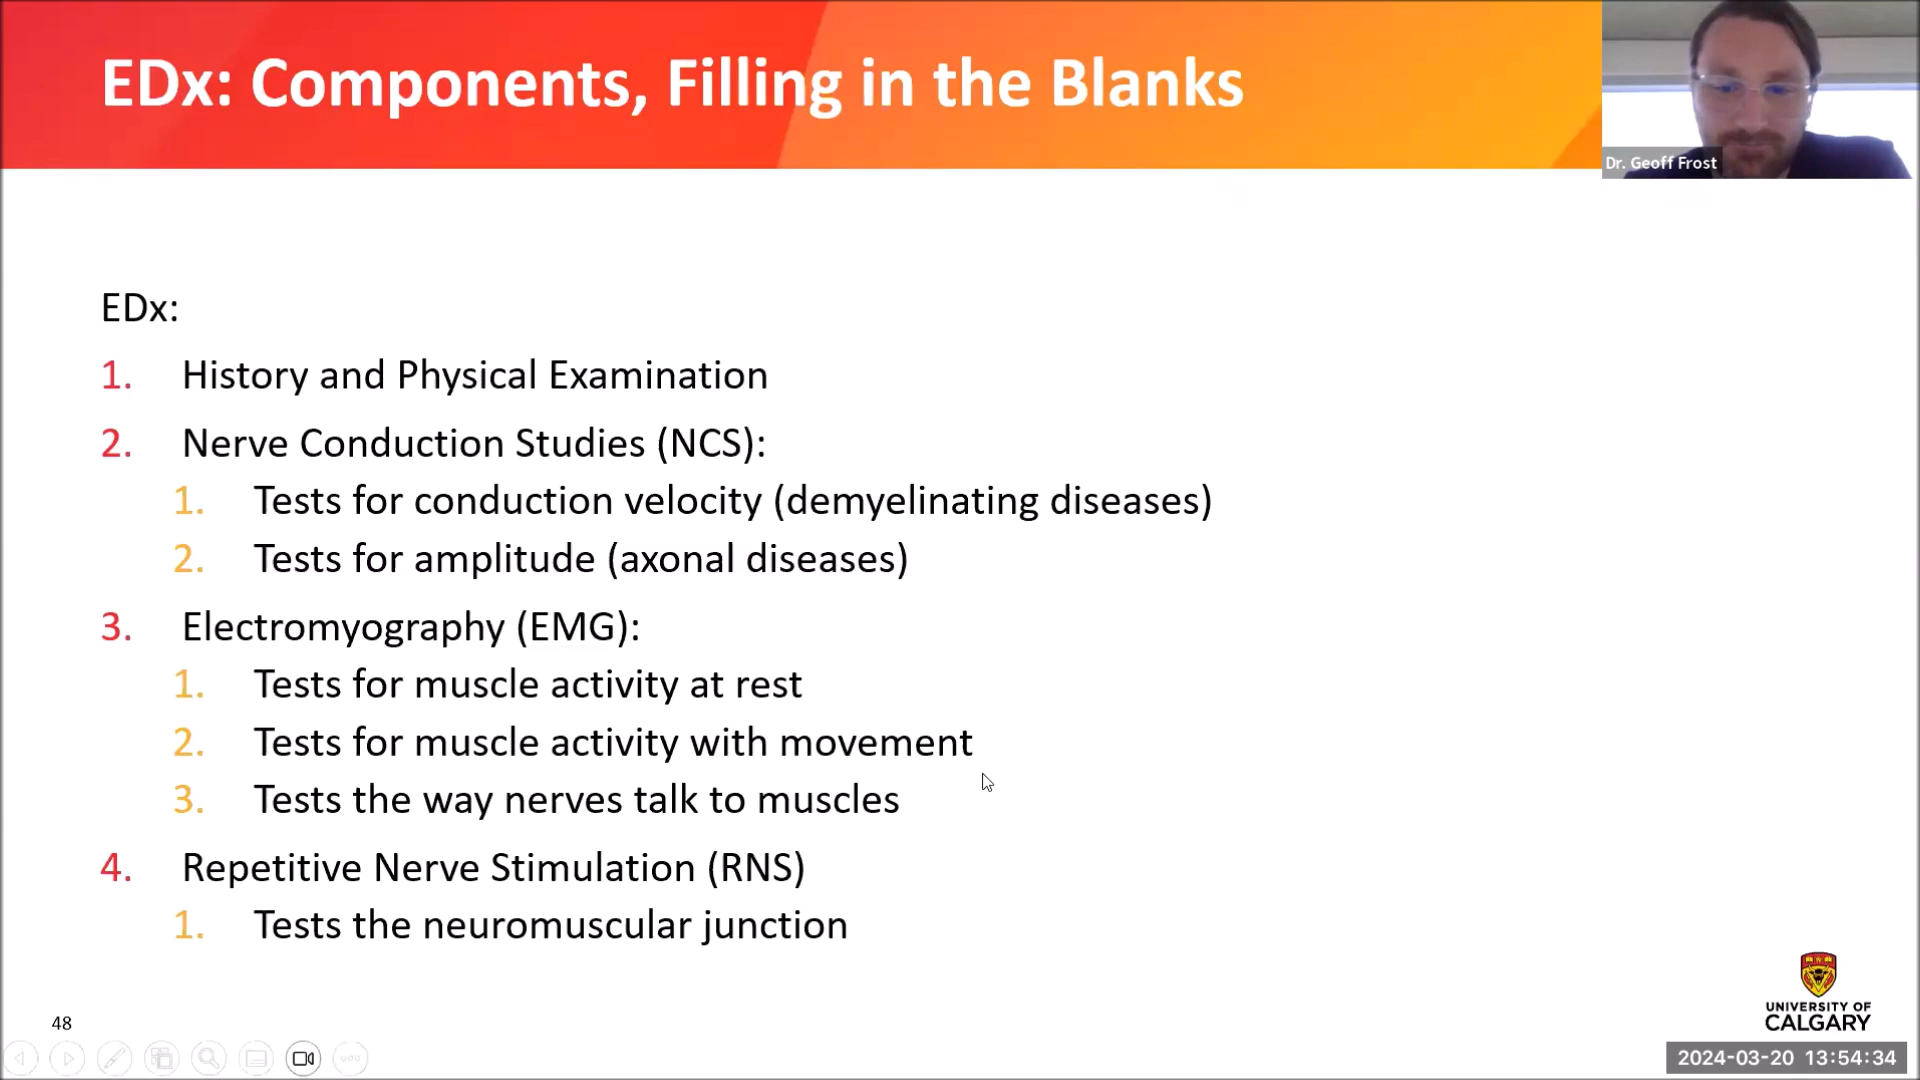 EDx: Components, Filling in the Blanks
Dr. Geoff Frost
EDx:
1. History and Physical Examination
2. Nerve Conduction Studies (NCS):
1. Tests for conduction velocity (demyelinating diseases)
2. Tests for amplitude (axonal diseases)
3. Electromyography (EMG):
1. Tests for muscle activity at rest
2. Tests for muscle activity with movement
3. Tests the way nerves talk to muscles
4. Repetitive Nerve Stimulation (RNS)
1. Tests the neuromuscular junction
48
UNIVERSITY OF
CALGARY
2024-03-20 13:54:34